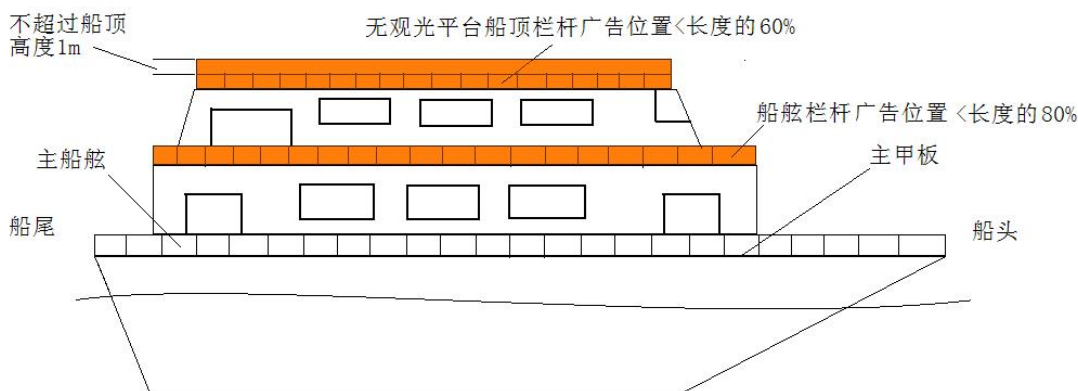 不超过船顶
高度1m
无观光平台船顶栏杆广告位置<长度的60%
船舷栏杆广告位置<长度的80%
主船舷
主甲板
船尾
船头